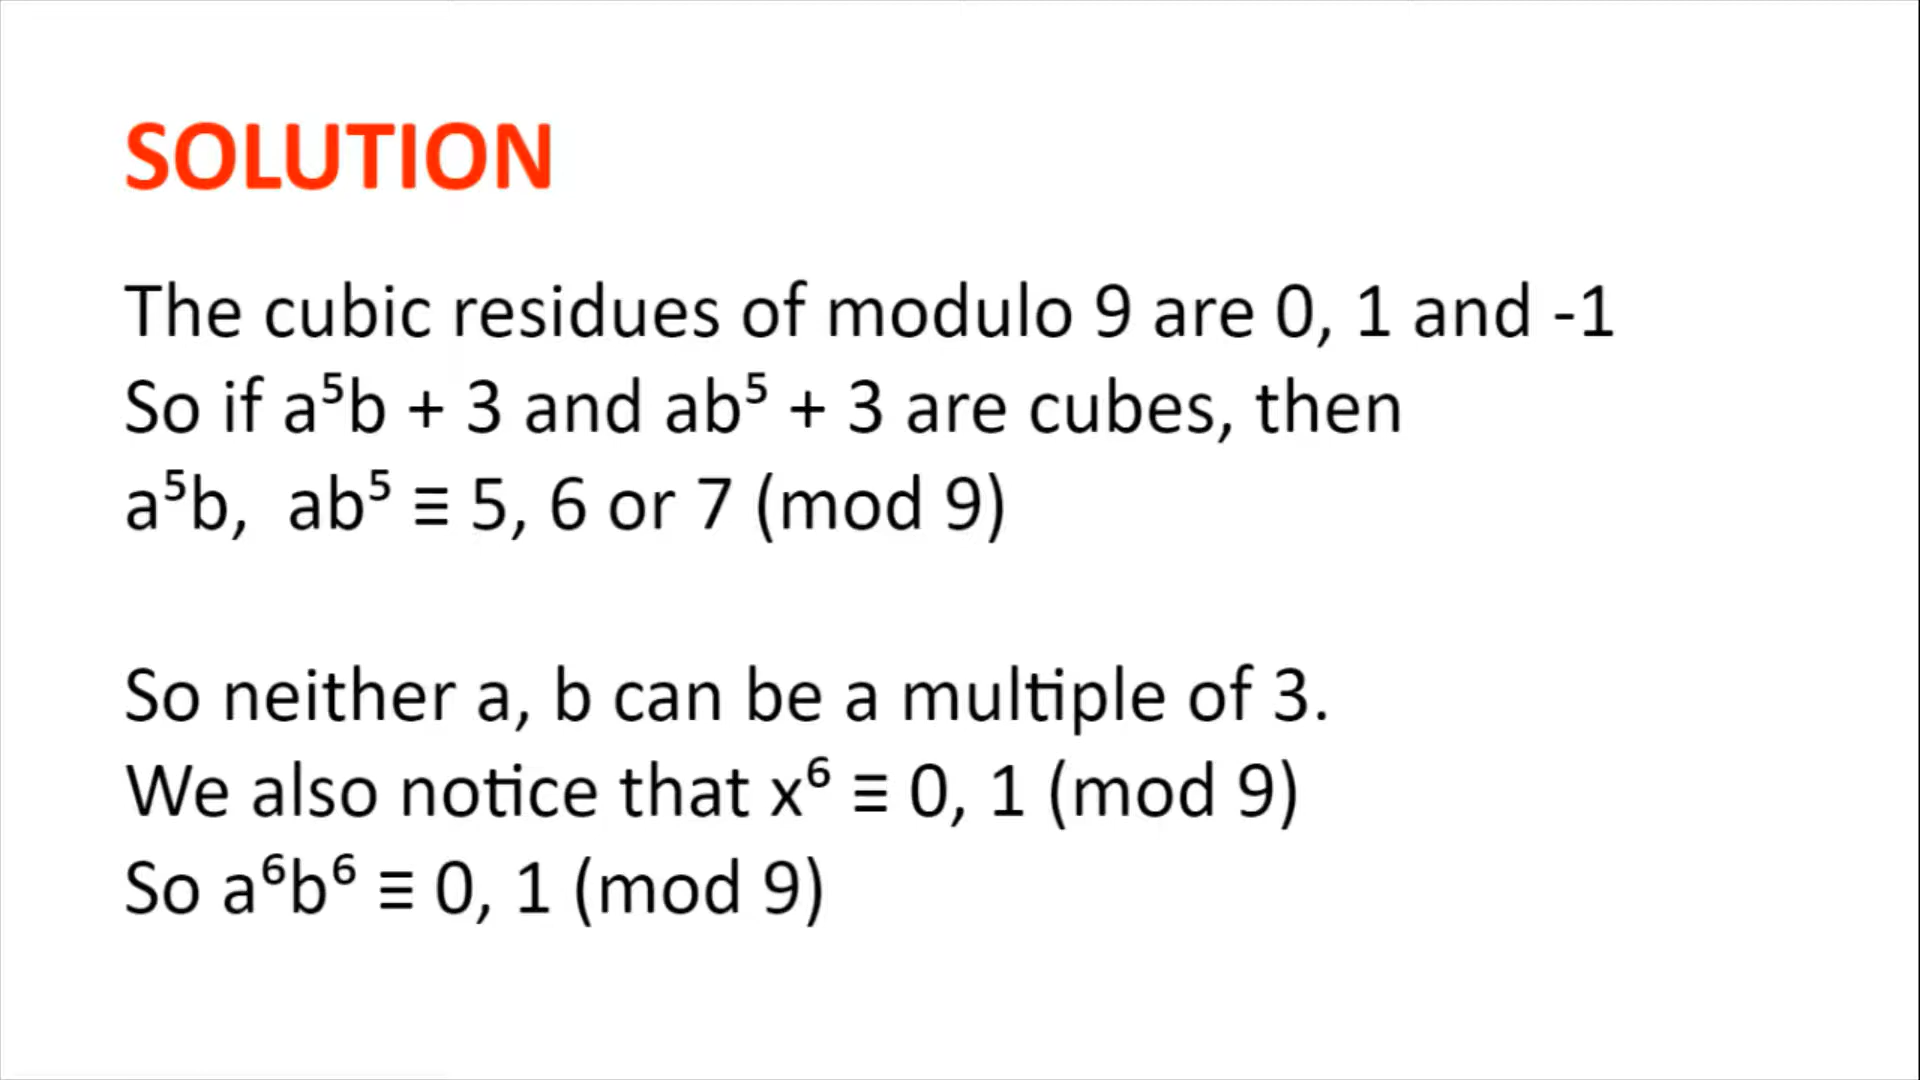 SOLUTION
The cubic residues of modulo 9 are 0, 1 and -1
So if a⁵b + 3 and ab⁵ + 3 are cubes, then
a⁵b,  ab⁵ ≡ 5, 6 or 7 (mod 9)
So neither a, b can be a multiple of 3.
We also notice that x⁶ ≡ 0, 1 (mod 9)
So a⁶b⁶ ≡ 0, 1 (mod 9)